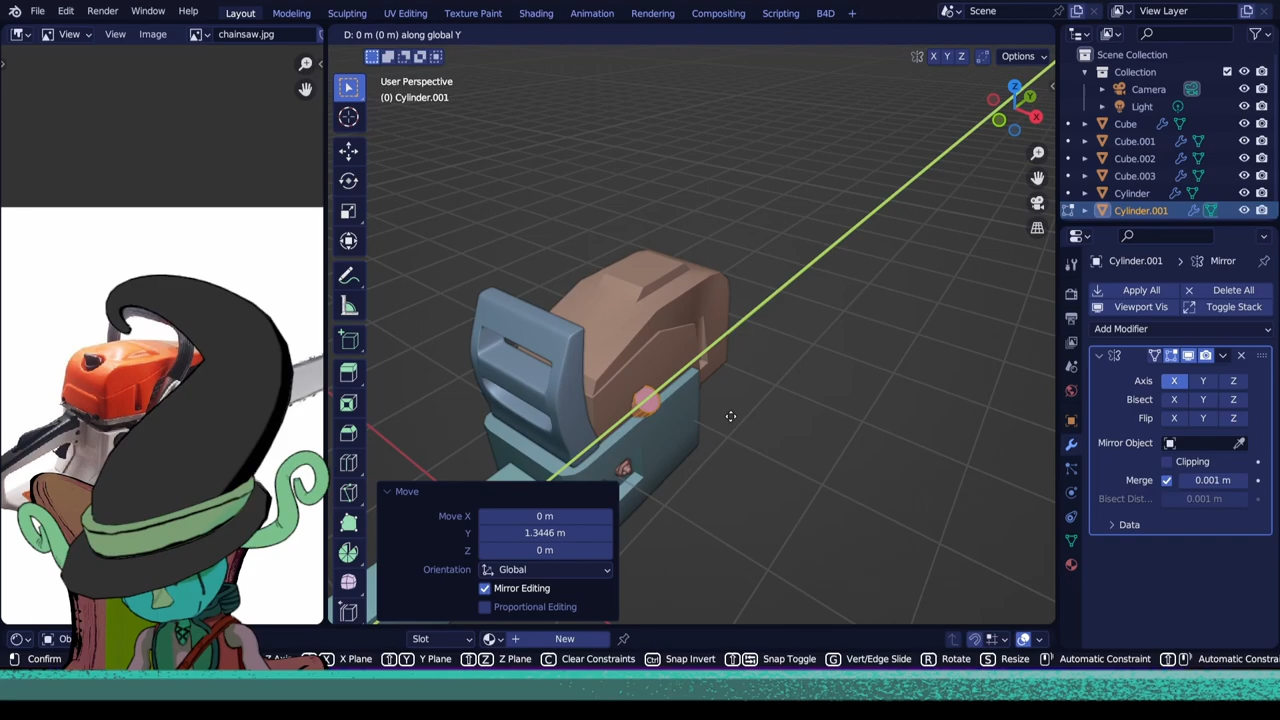 File Edit Render Window Help Layout Modeling Sculpting UV Editing Texture Paint Shading Animation Rendering Compositing Scripting B4D + Scene View Layer
View View Image chainsaw.jpg
D: 0 m (0 m) along global Y
X Y Z Options
User Perspective
(0) Cylinder.001
Z
Y
X
Scene Collection
Collection
Camera
Light
Cube
Cube.001
Cube.002
Cube.003
Cylinder
Cylinder.001
Cylinder.001 > Mirror
Apply All Delete All
Viewport Vis Toggle Stack
Add Modifier
Axis X Y Z
Bisect X Y Z
Flip X Y Z
Mirror Object
Clipping
Merge 0.001 m
Bisect Dist... 0.001 m
Data
Move
Move X 0 m
Y 1.3446 m
Z 0 m
Orientation Global
Mirror Editing
Proportional Editing
Ob Slot New
Confirm Z Axis X X Plane Y Y Plane Z Z Plane C Clear Constraints Ctrl Snap Invert Snap Toggle G Vert/Edge Slide R Rotate S Resize Automatic Constraint Automatic Constra